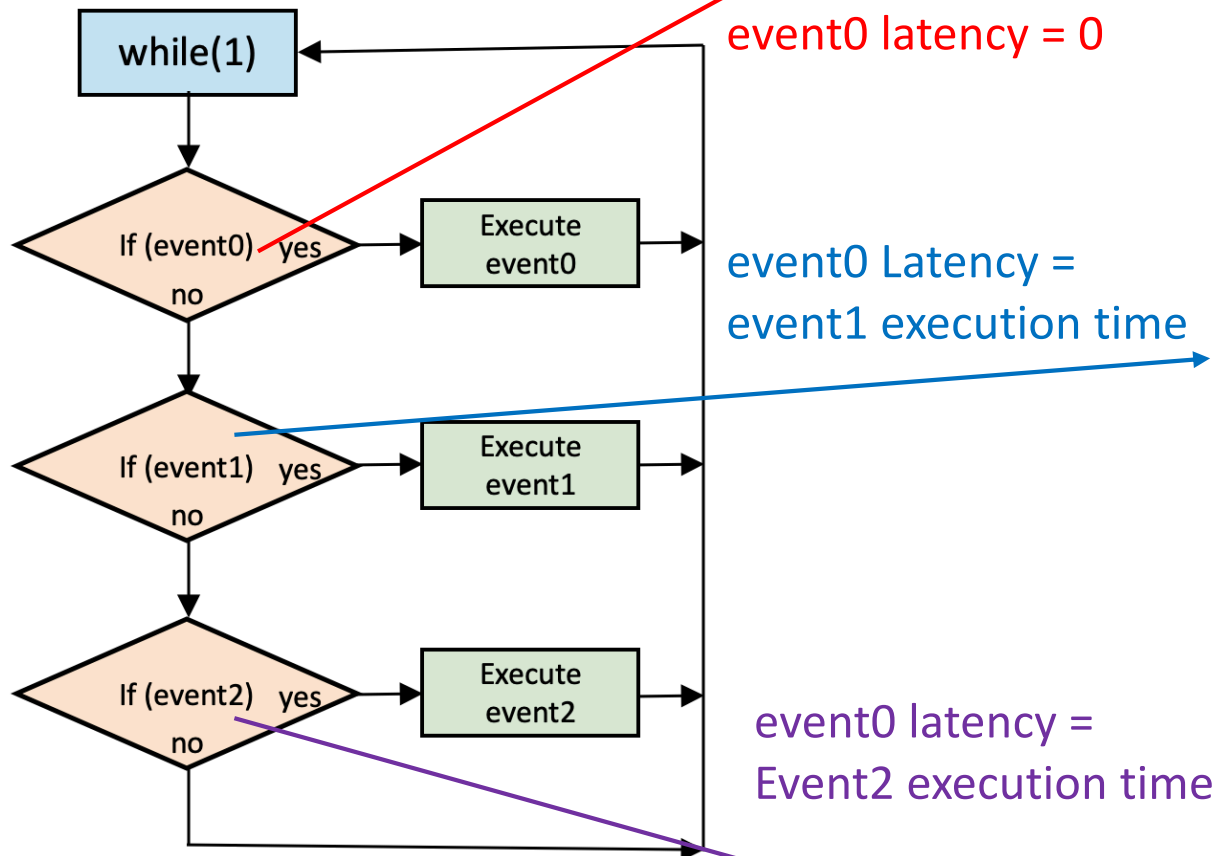 while(1)
event0 latency = 0
If (event0)
yes
no
Execute
event0
event0 Latency =
event1 execution time
If (event1)
yes
no
Execute
event1
If (event2)
yes
no
Execute
event2
event0 latency =
Event2 execution time